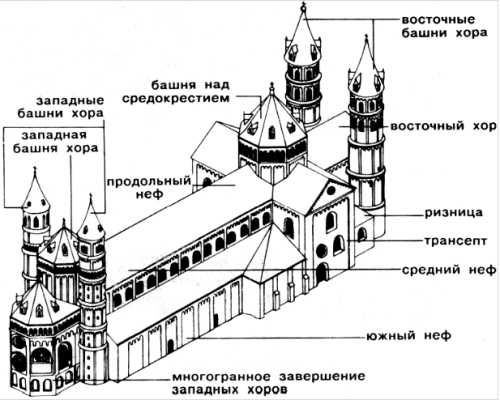 восточные
башни хора
башня над
средокрестием
западные
башни хора
восточный хор
западная
башня хора
продольный
неф
ризница
трансепт
средний неф
южный неф
многогранное завершение
западных хоров